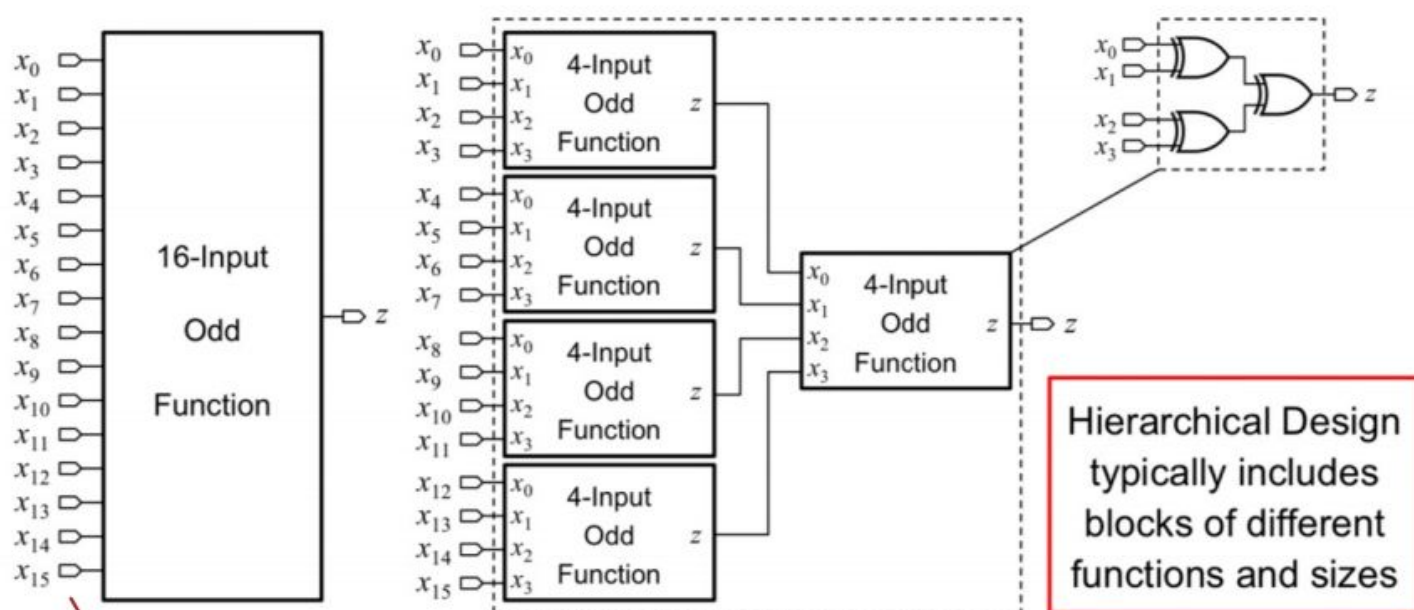 x₀
x₁
x₂
x₃
x₄
x₅
x₆
x₇
x₈
x₉
x₁₀
x₁₁
x₁₂
x₁₃
x₁₄
x₁₅
16-Input
Odd
Function
z
x₀
x₁
x₂
x₃
x₀
x₁
x₂
x₃
4-Input
Odd
Function
z
x₄
x₅
x₆
x₇
x₀
x₁
x₂
x₃
4-Input
Odd
Function
z
x₈
x₉
x₁₀
x₁₁
x₀
x₁
x₂
x₃
4-Input
Odd
Function
z
x₁₂
x₁₃
x₁₄
x₁₅
x₀
x₁
x₂
x₃
4-Input
Odd
Function
z
x₀
x₁
x₂
x₃
4-Input
Odd
Function
z
z
x₀
x₁
x₂
x₃
z
Hierarchical Design
typically includes
blocks of different
functions and sizes